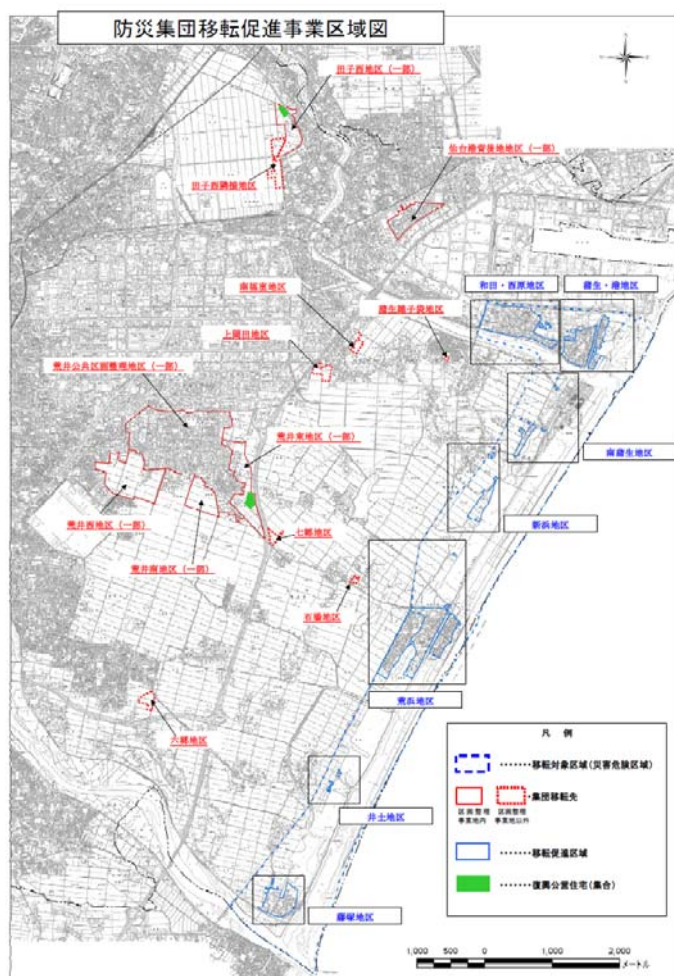 防災集団移転促進事業区域図
田子西地区(一部)
仙台港背後地地区(一部)
田子西隣接地区
南福室地区
和田・西原地区
蒲生・港地区
蒲生雑子袋地区
上岡田地区
荒井公共区画整理地区(一部)
荒井東地区(一部)
南蒲生地区
新浜地区
荒井西地区(一部)
七郷地区
荒井南地区(一部)
石場地区
荒浜地区
六郷地区
凡 例
移転対象区域(災害危険区域)
集団移転先
区画整理
事業地内
区画整理
事業地以外
井土地区
移転促進区域
復興公営住宅(集合)
藤塚地区
1,000 500 0 1,000 2,000
メートル